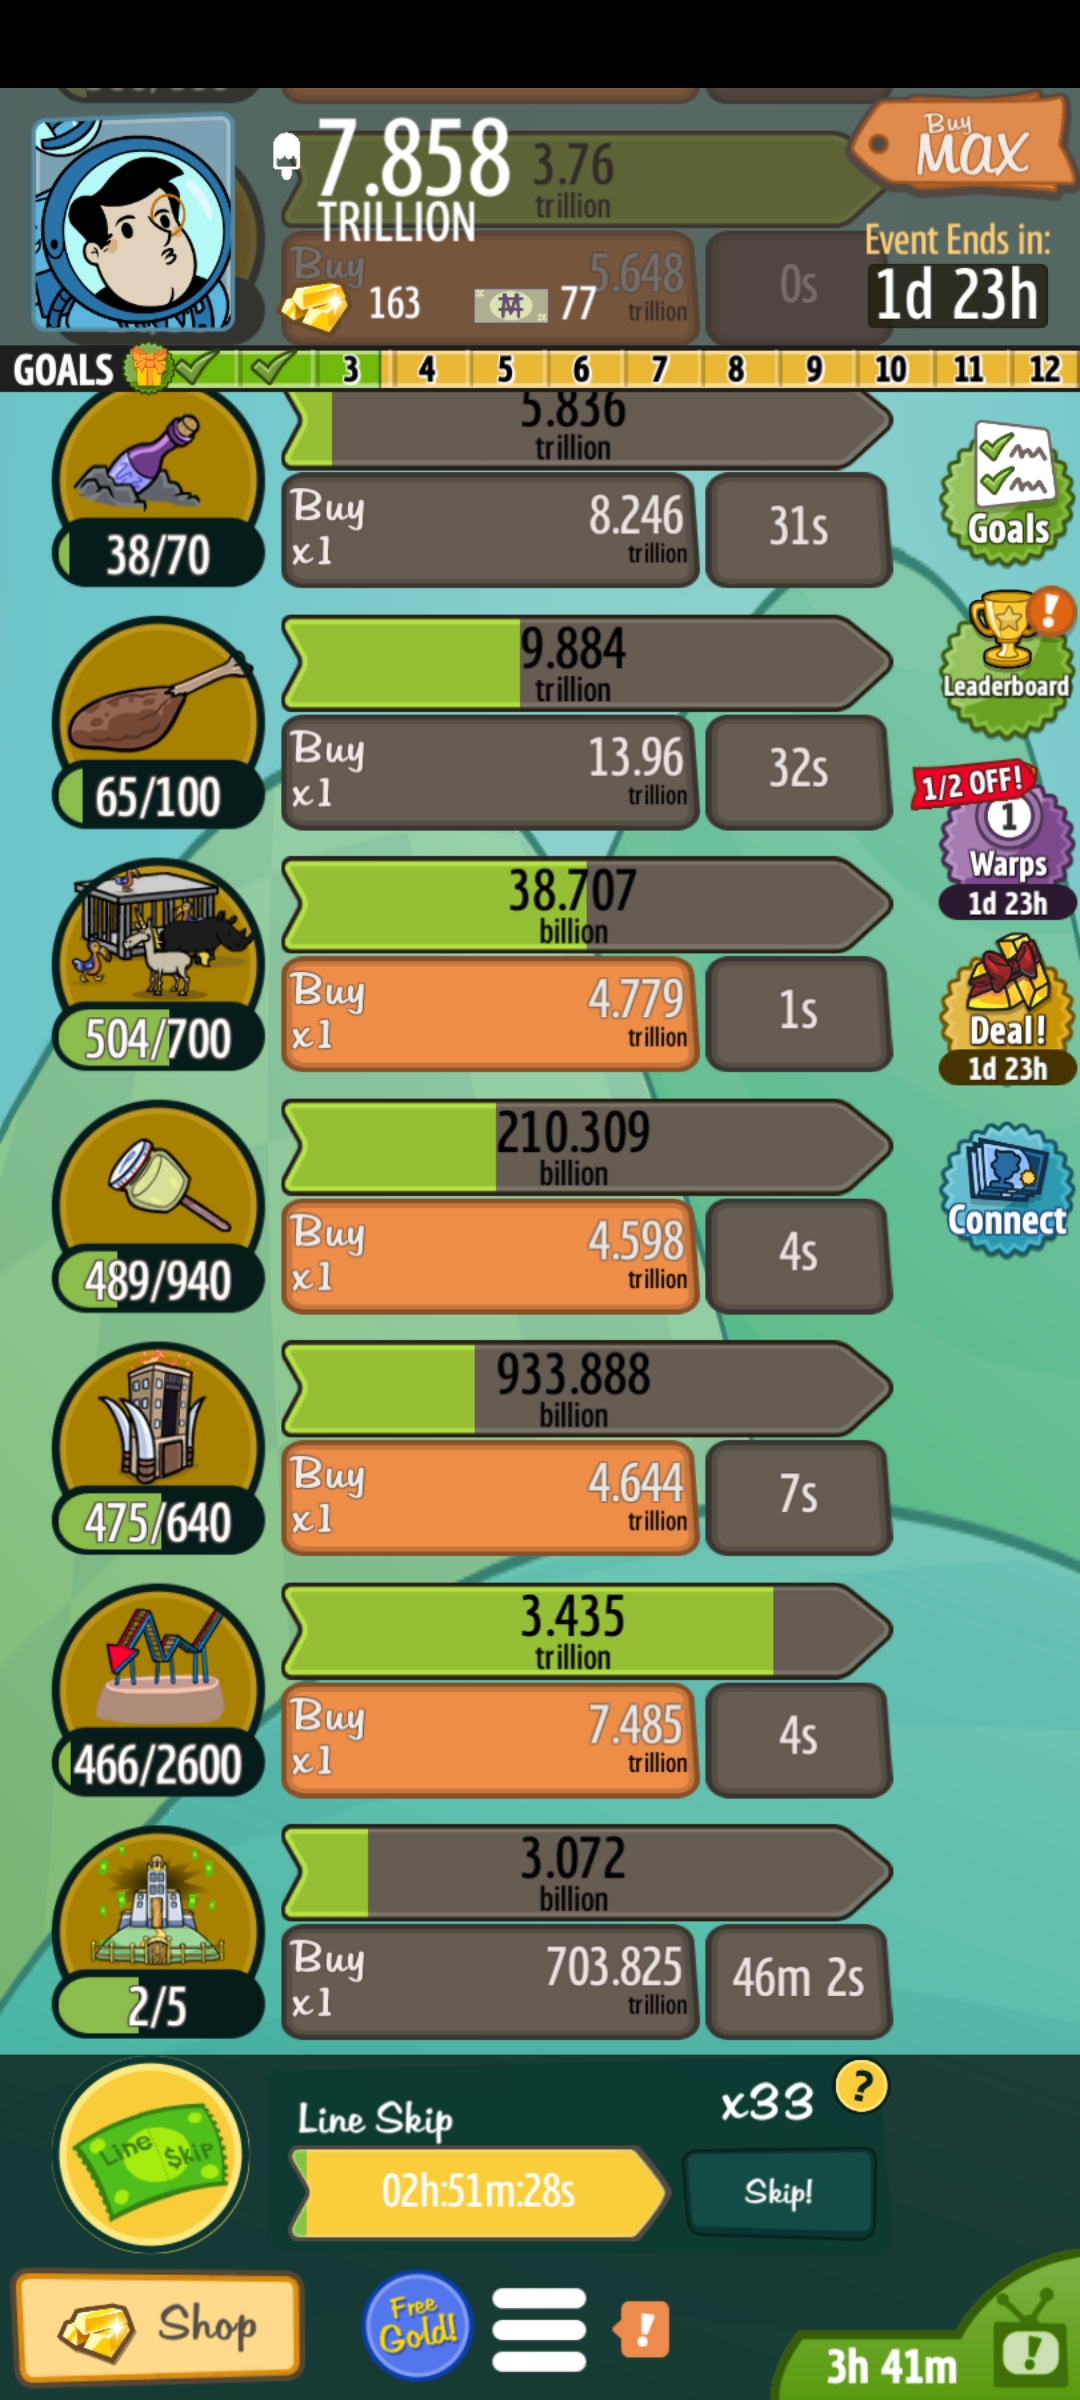 7.858
TRILLION
3.76
trillion
Buy
MAX
Buy
5.648
trillion
0s
163
77
Event Ends in:
1d 23h
GOALS 3 4 5 6 7 8 9 10 11 12
5.836
trillion
38/70
Buy
x1
8.246
trillion
31s
Goals
9.884
trillion
65/100
Buy
x1
13.96
trillion
32s
Leaderboard
1/2 OFF!
1
Warps
1d 23h
38.707
billion
504/700
Buy
x1
4.779
trillion
1s
Deal!
1d 23h
210.309
billion
489/940
Buy
x1
4.598
trillion
4s
Connect
933.888
billion
475/640
Buy
x1
4.644
trillion
7s
3.435
trillion
466/2600
Buy
x1
7.485
trillion
4s
3.072
billion
2/5
Buy
x1
703.825
trillion
46m 2s
Line $kip
Line Skip
x33
?
02h:51m:28s
Skip!
Shop
Free
Gold!
!
3h 41m
!